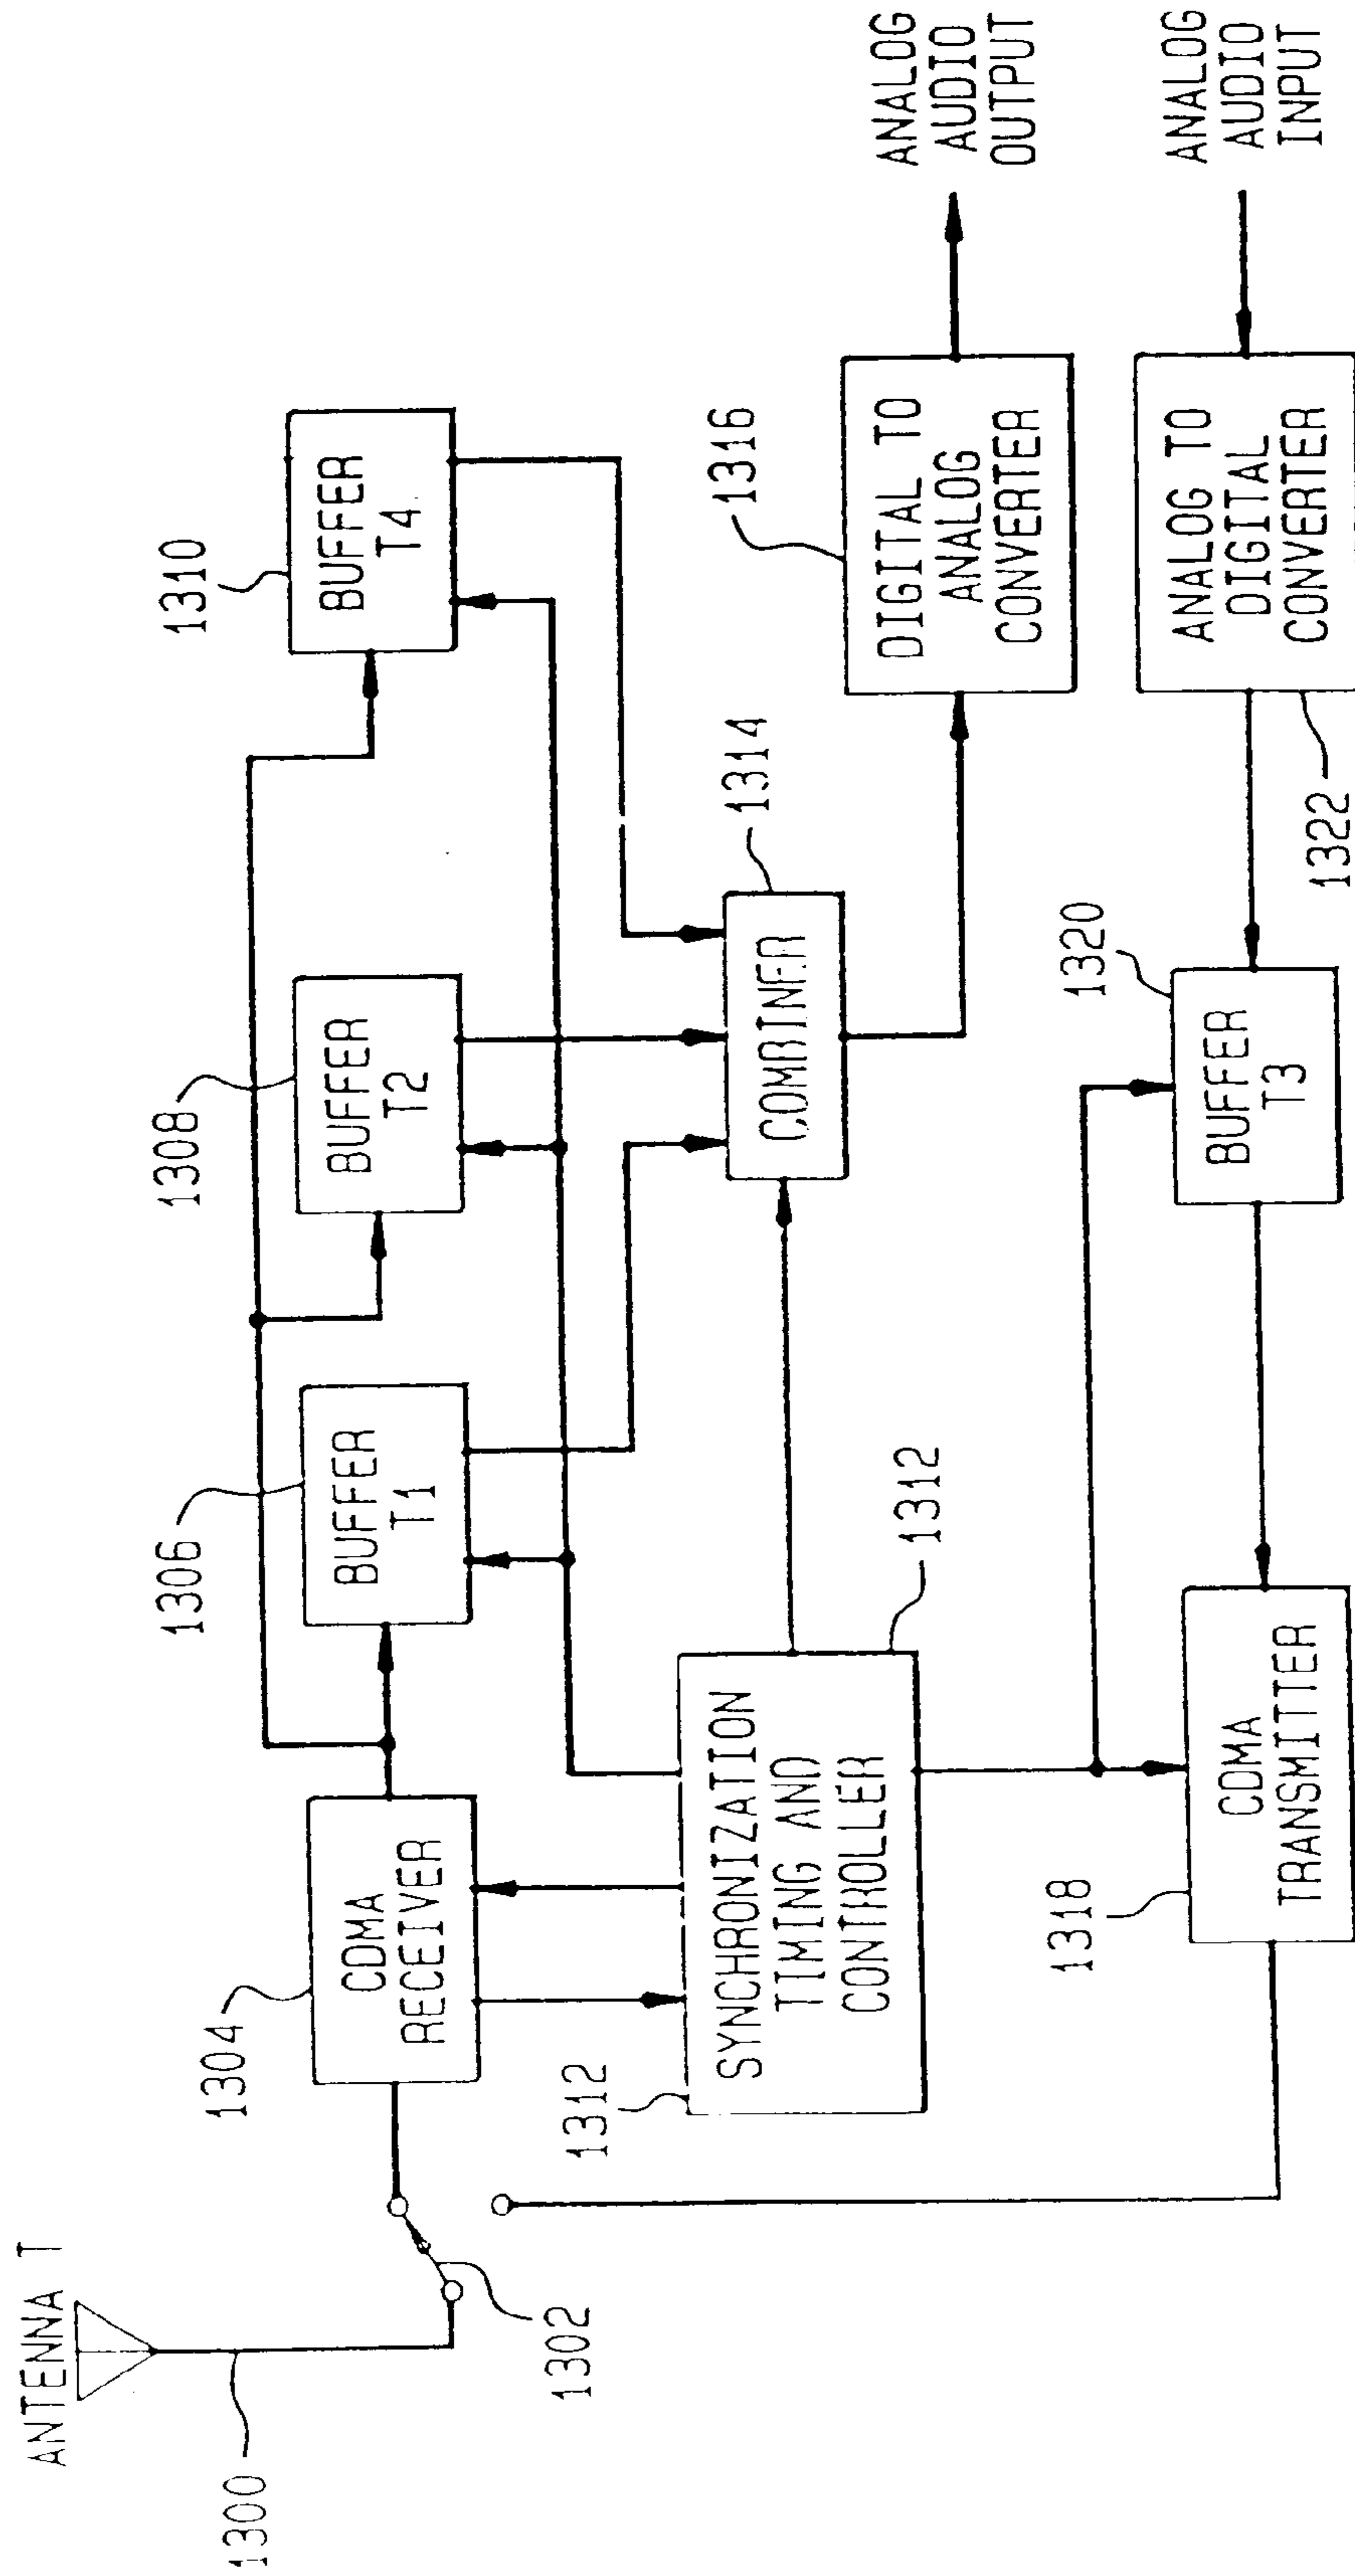 ANTENNA T
1300
1302
1304
CDMA
RECEIVER
1306
BUFFER
T1
1308
BUFFER
T2
1310
BUFFER
T4
1312
SYNCHRONIZATION
TIMING AND
CONTROLLER
1312
1314
COMBINER
1316
DIGITAL TO
ANALOG
CONVERTER
ANALOG
AUDIO
OUTPUT
1318
CDMA
TRANSMITTER
1320
BUFFER
T3
1322
ANALOG TO
DIGITAL
CONVERTER
ANALOG
AUDIO
INPUT